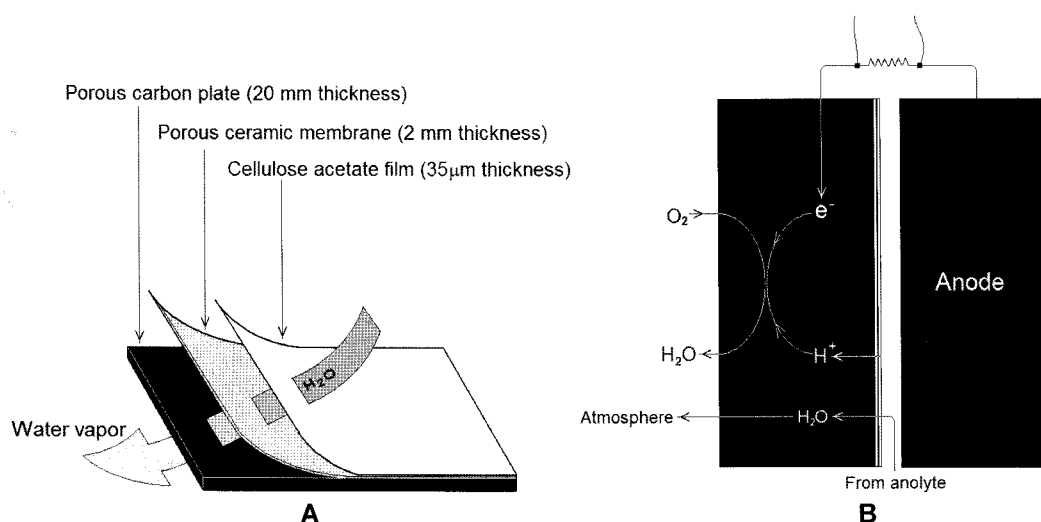 Porous carbon plate (20 mm thickness)
Porous ceramic membrane (2 mm thickness)
Cellulose acetate film (35μm thickness)
H₂O
Water vapor
A
e⁻
O₂
Anode
H₂O
H⁺
Atmosphere
H₂O
From anolyte
B